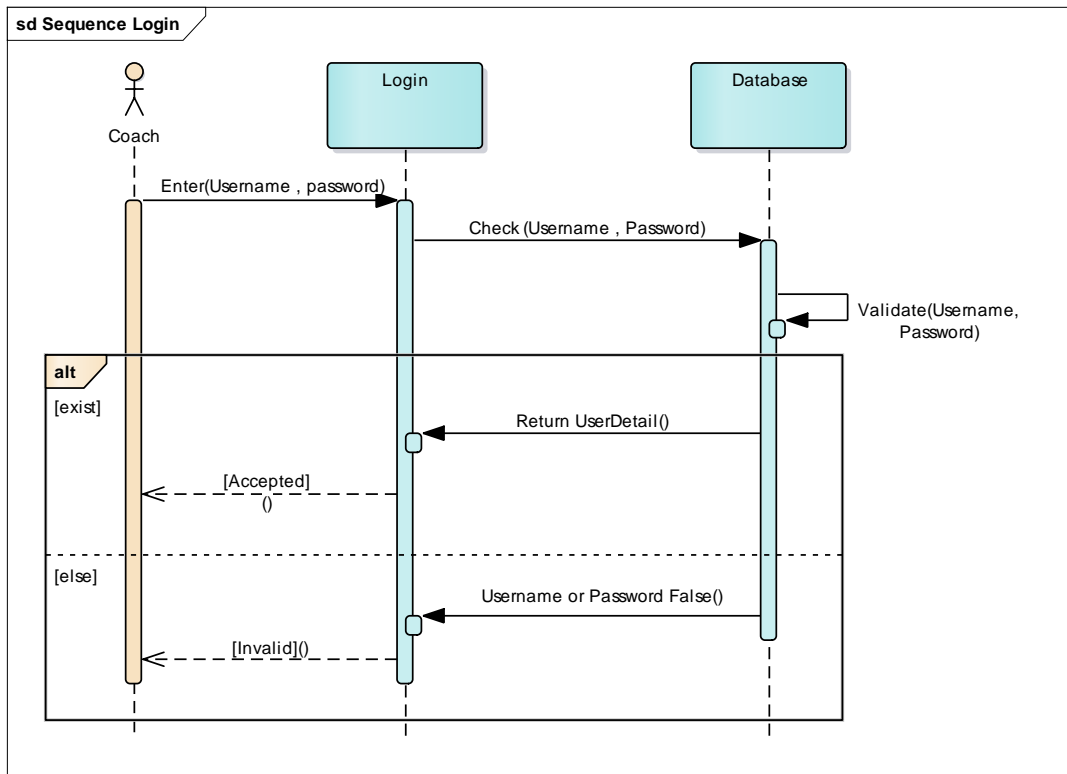 sd Sequence Login
Coach
Login
Database
Enter(Username , password)
Check (Username , Password)
Validate(Username,
Password)
alt
[exist]
Return UserDetail()
[Accepted]
()
[else]
Username or Password False()
[Invalid]()